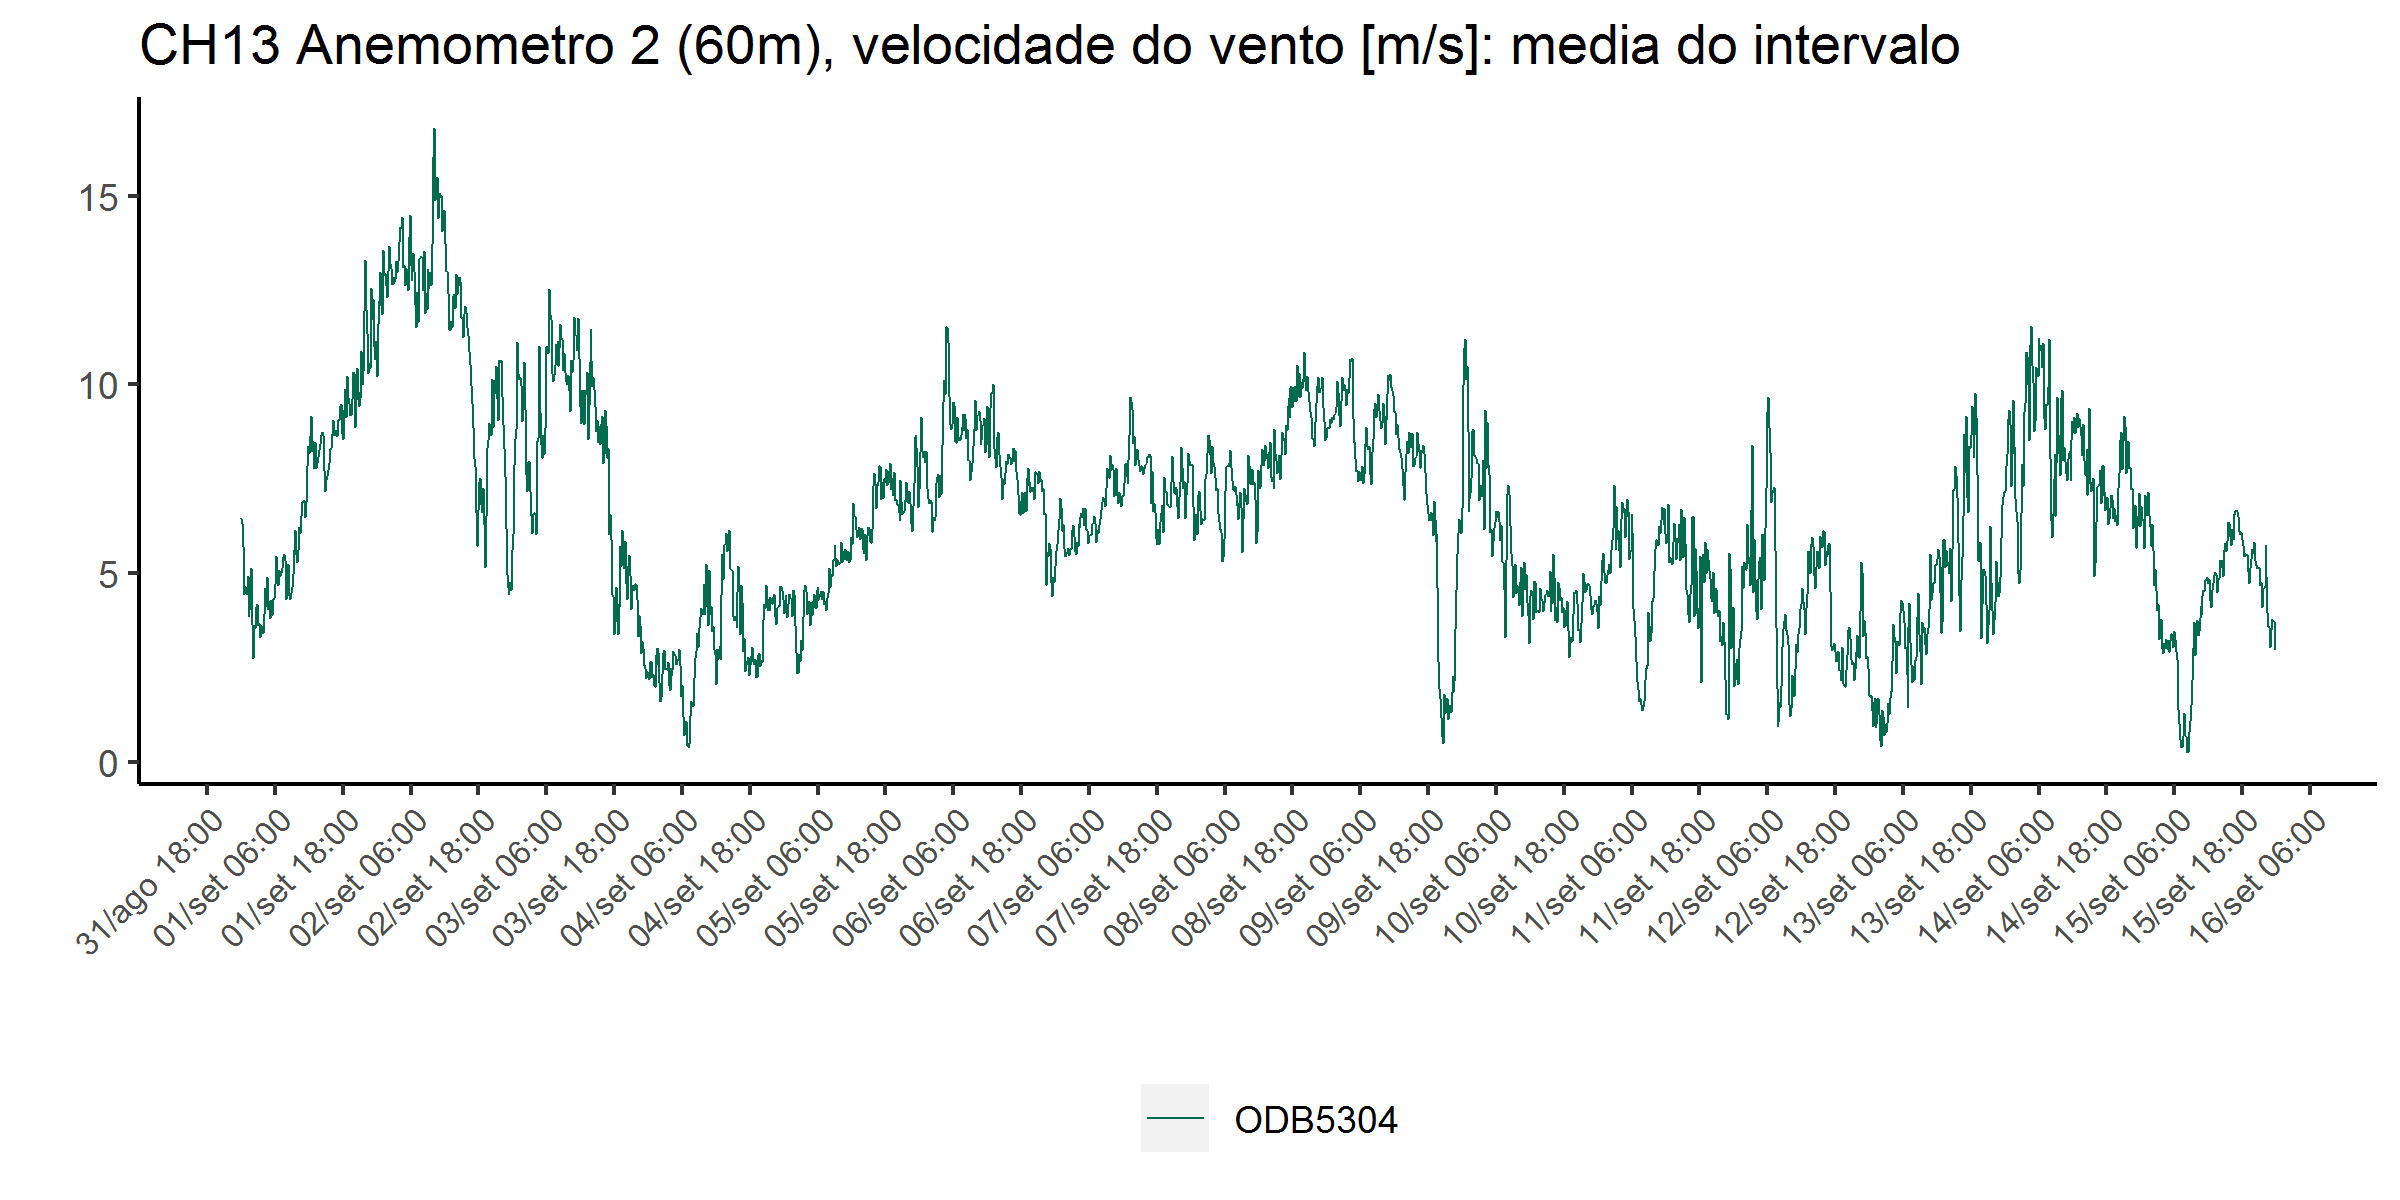 CH13 Anemometro 2 (60m), velocidade do vento [m/s]: media do intervalo
15
10
5
0
31/ago 18:00
01/set 06:00
01/set 18:00
02/set 06:00
02/set 18:00
03/set 06:00
03/set 18:00
04/set 06:00
04/set 18:00
05/set 06:00
05/set 18:00
06/set 06:00
06/set 18:00
07/set 06:00
07/set 18:00
08/set 06:00
08/set 18:00
09/set 06:00
09/set 18:00
10/set 06:00
10/set 18:00
11/set 06:00
11/set 18:00
12/set 06:00
12/set 18:00
13/set 06:00
13/set 18:00
14/set 06:00
14/set 18:00
15/set 06:00
15/set 18:00
16/set 06:00
ODB5304